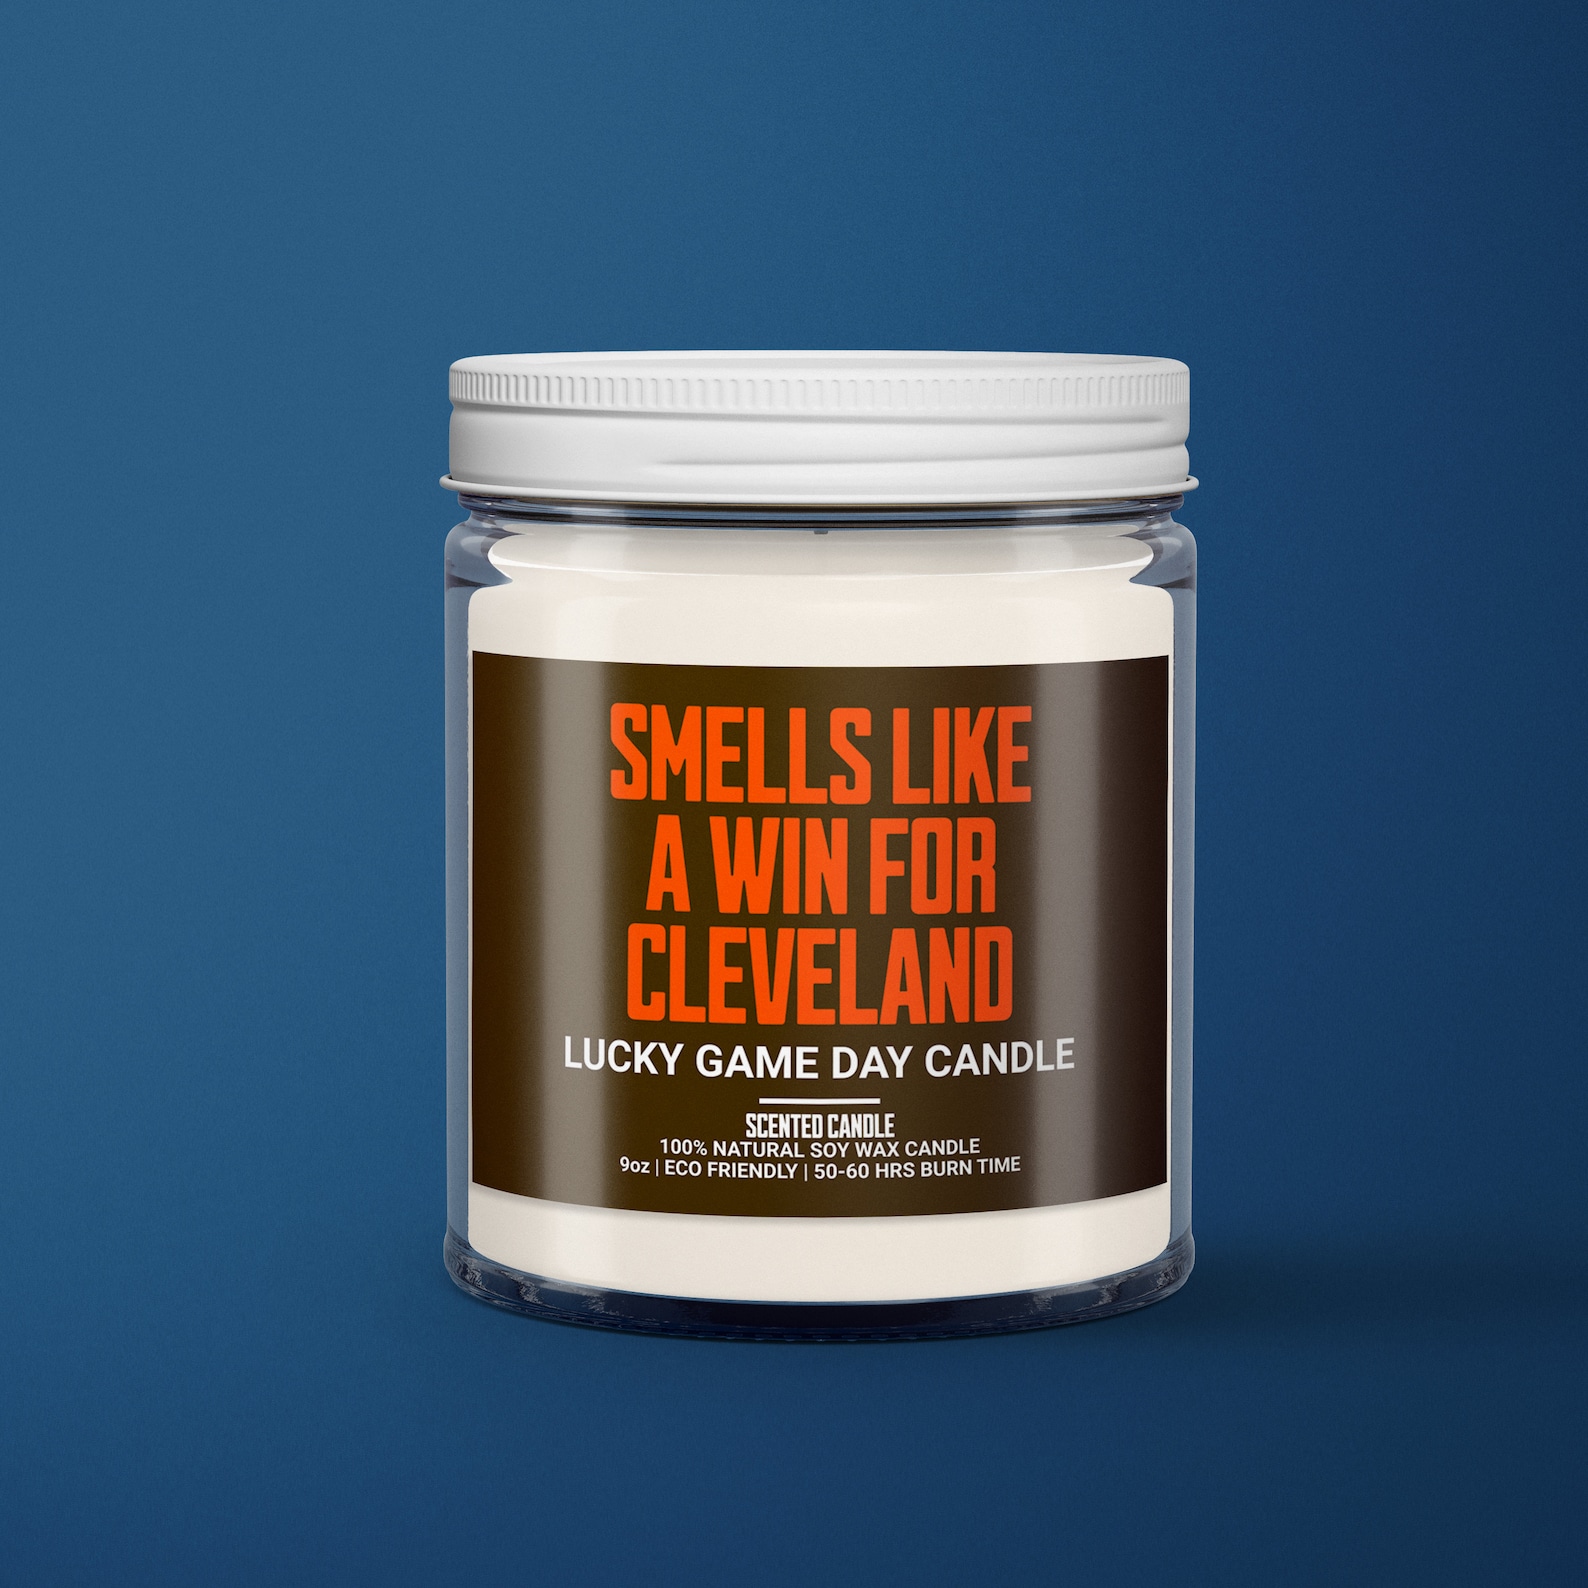 SMELLS LIKE
A WIN FOR
CLEVELAND
LUCKY GAME DAY CANDLE
SCENTED CANDLE
100% NATURAL SOY WAX CANDLE
9oz | ECO FRIENDLY | 50-60 HRS BURN TIME